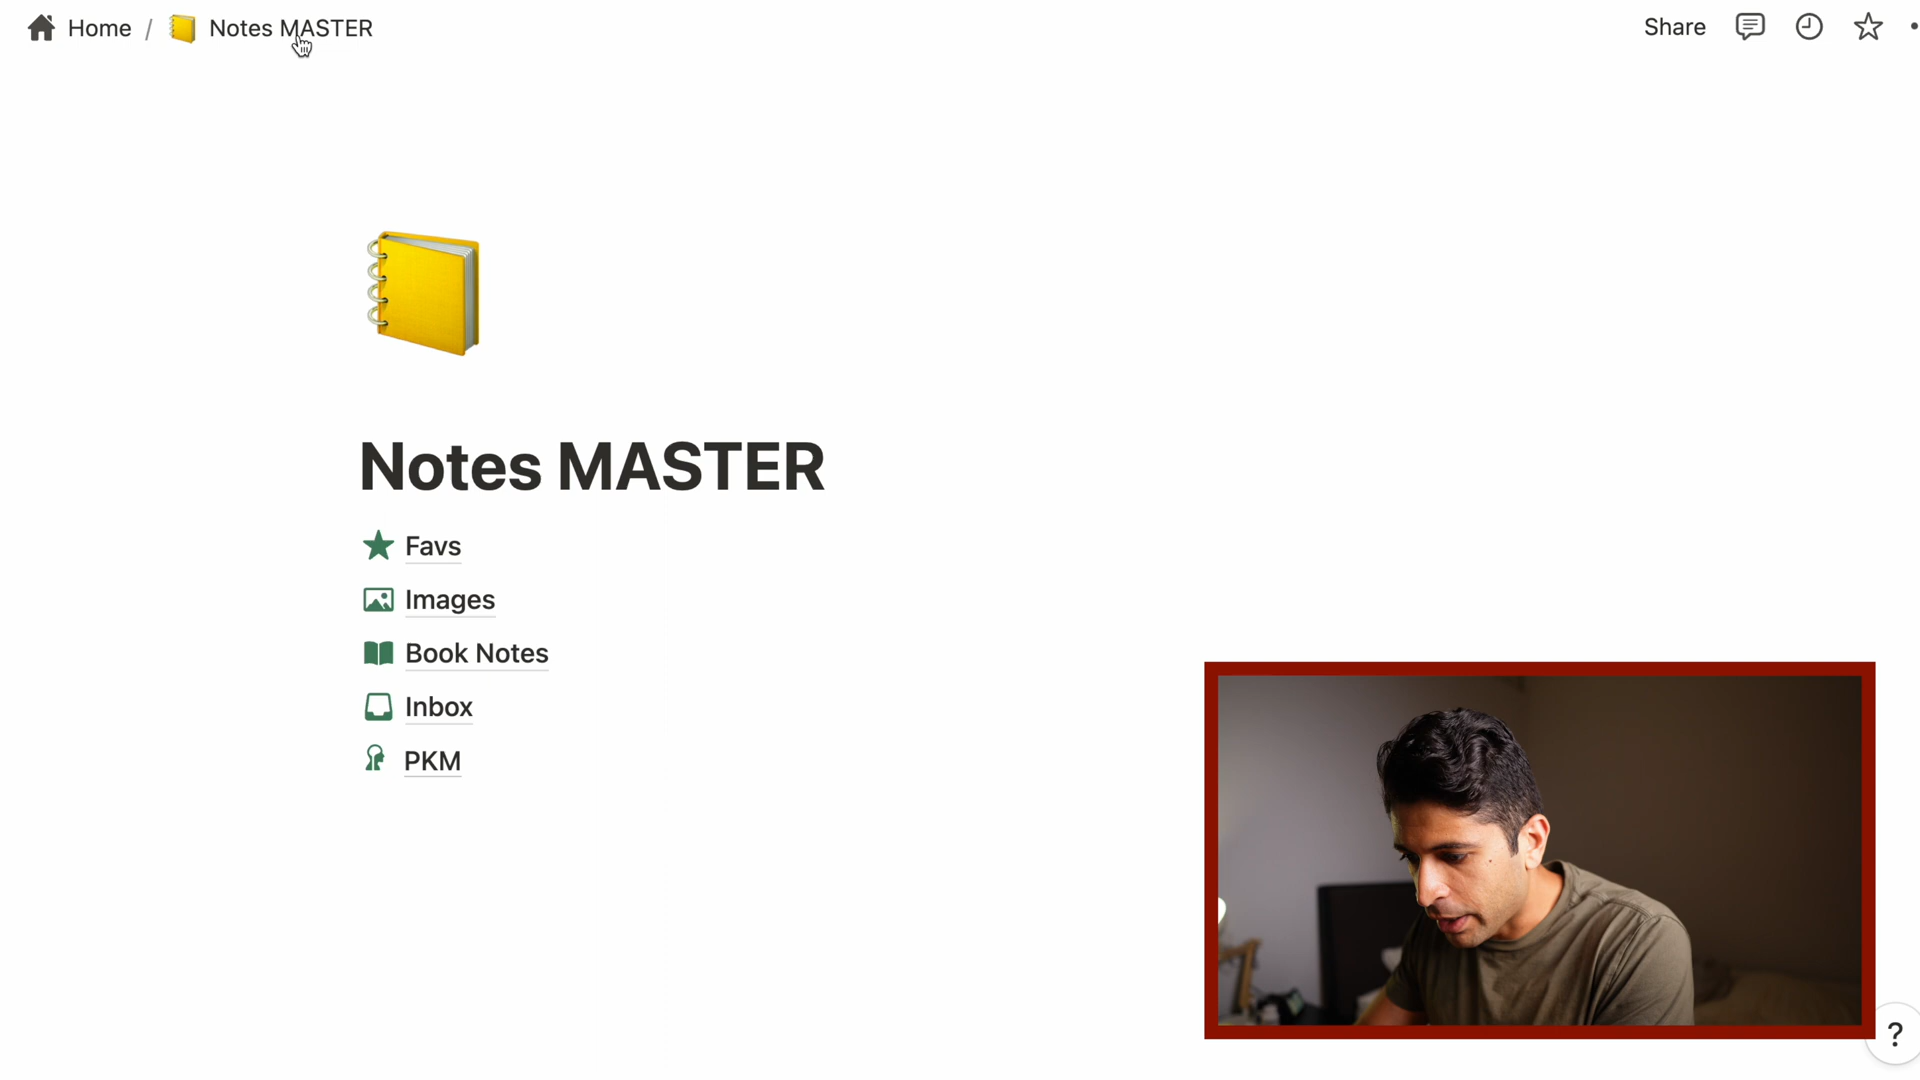 Home / Notes MASTER
Share
Notes MASTER
Favs
Images
Book Notes
Inbox
PKM
?